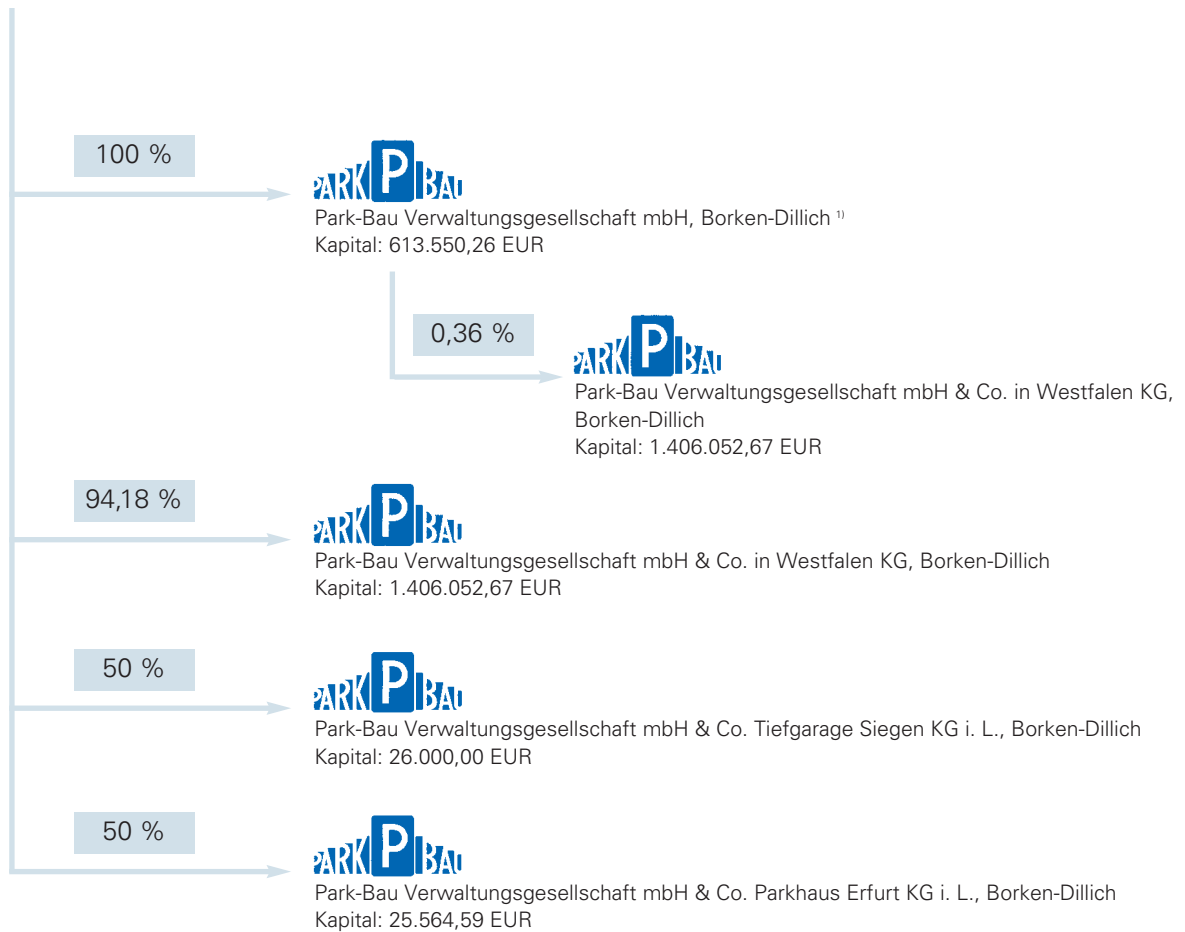 100 %
PARK P BAU
Park-Bau Verwaltungsgesellschaft mbH, Borken-Dillich ¹⁾
Kapital: 613.550,26 EUR
0,36 %
PARK P BAU
Park-Bau Verwaltungsgesellschaft mbH & Co. in Westfalen KG,
Borken-Dillich
Kapital: 1.406.052,67 EUR
94,18 %
PARK P BAU
Park-Bau Verwaltungsgesellschaft mbH & Co. in Westfalen KG, Borken-Dillich
Kapital: 1.406.052,67 EUR
50 %
PARK P BAU
Park-Bau Verwaltungsgesellschaft mbH & Co. Tiefgarage Siegen KG i. L., Borken-Dillich
Kapital: 26.000,00 EUR
50 %
PARK P BAU
Park-Bau Verwaltungsgesellschaft mbH & Co. Parkhaus Erfurt KG i. L., Borken-Dillich
Kapital: 25.564,59 EUR